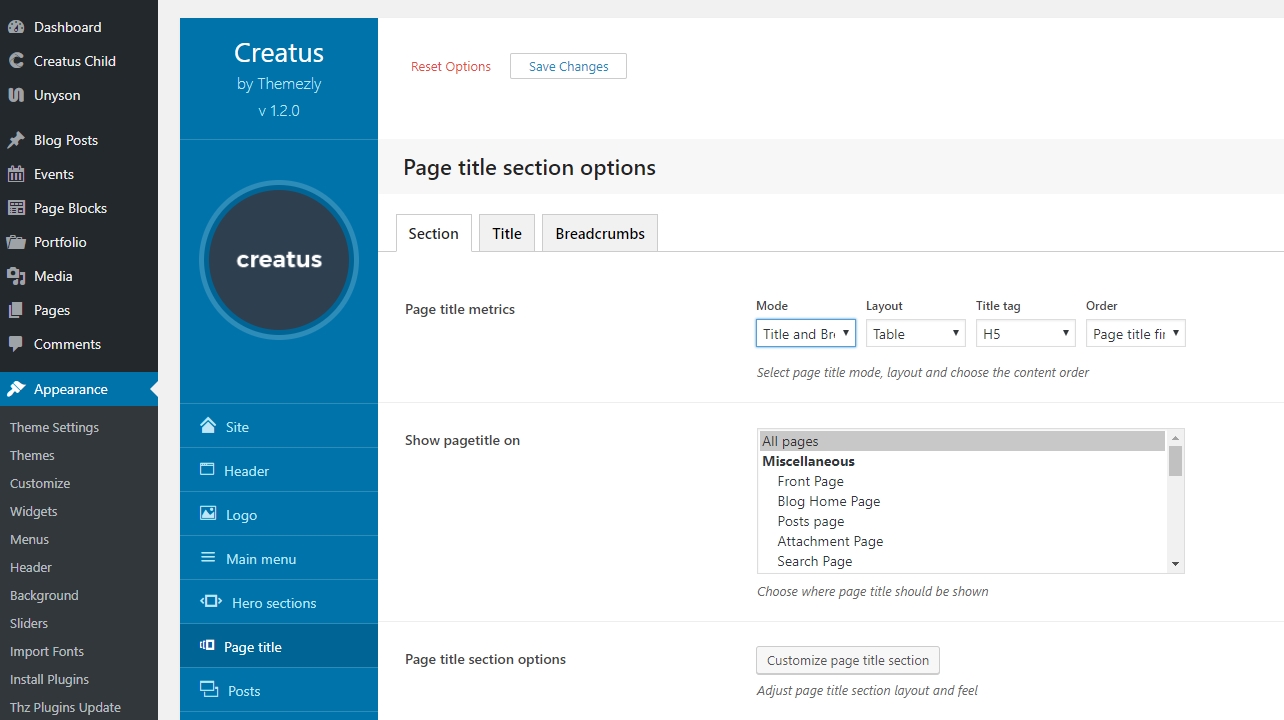 Dashboard
Creatus Child
Unyson
Blog Posts
Events
Page Blocks
Portfolio
Media
Pages
Comments
Appearance
Theme Settings
Themes
Customize
Widgets
Menus
Header
Background
Sliders
Import Fonts
Install Plugins
Thz Plugins Update
Creatus
by Themezly
v 1.2.0
creatus
Site
Header
Logo
Main menu
Hero sections
Page title
Posts
Reset Options Save Changes
Page title section options
Section Title Breadcrumbs
Page title metrics
Mode Layout Title tag Order
Title and Bre Table H5 Page title fir
Select page title mode, layout and choose the content order
Show pagetitle on
All pages
Miscellaneous
Front Page
Blog Home Page
Posts page
Attachment Page
Search Page
Choose where page title should be shown
Page title section options
Customize page title section
Adjust page title section layout and feel